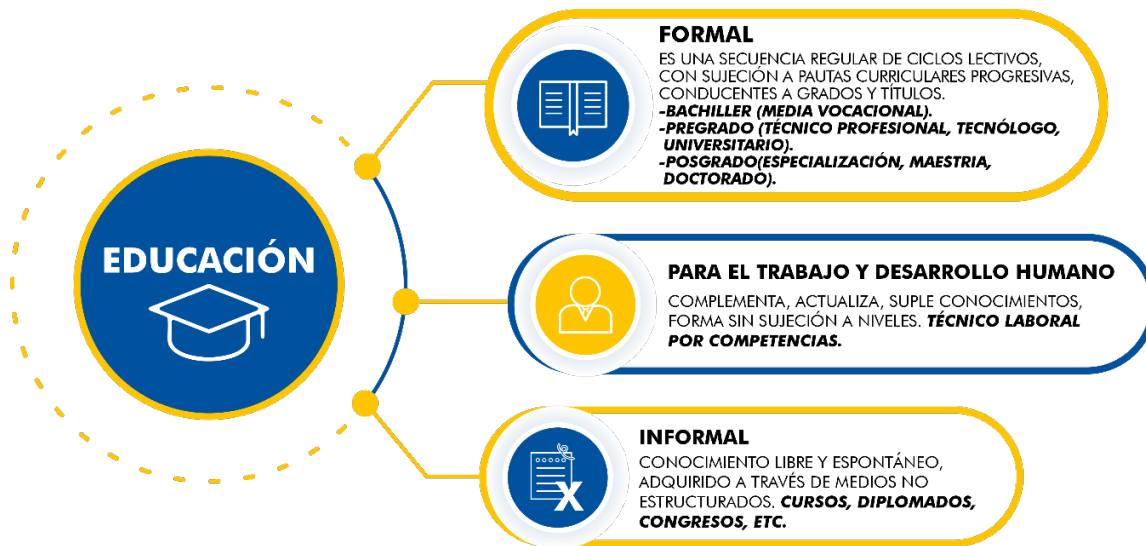 EDUCACIÓN
FORMAL
ES UNA SECUENCIA REGULAR DE CICLOS LECTIVOS,
CON SUJECIÓN A PAUTAS CURRICULARES PROGRESIVAS,
CONDUCENTES A GRADOS Y TÍTULOS.
-BACHILLER (MEDIA VOCACIONAL).
-PREGRADO (TÉCNICO PROFESIONAL, TECNÓLOGO,
UNIVERSITARIO).
-POSGRADO(ESPECIALIZACIÓN, MAESTRIA,
DOCTORADO).
PARA EL TRABAJO Y DESARROLLO HUMANO
COMPLEMENTA, ACTUALIZA, SUPLE CONOCIMIENTOS,
FORMA SIN SUJECIÓN A NIVELES. TÉCNICO LABORAL
POR COMPETENCIAS.
INFORMAL
CONOCIMIENTO LIBRE Y ESPONTÁNEO,
ADQUIRIDO A TRAVÉS DE MEDIOS NO
ESTRUCTURADOS. CURSOS, DIPLOMADOS,
CONGRESOS, ETC.